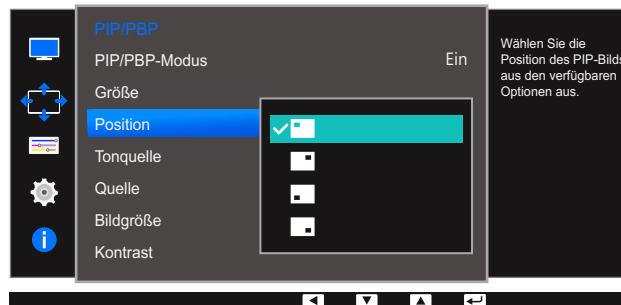 PIP/PBP
PIP/PBP-Modus Ein
Größe
Position
Tonquelle
Quelle
Bildgröße
Kontrast
Wählen Sie die
Position des PIP-Bilds
aus den verfügbaren
Optionen aus.